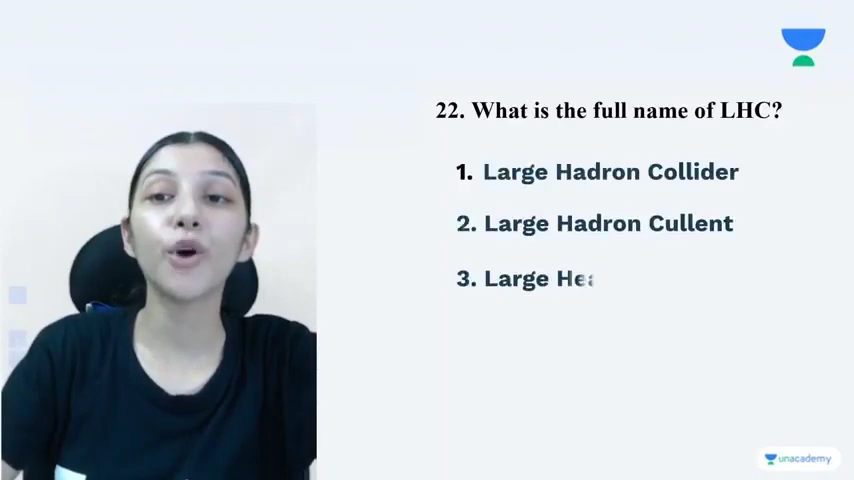 22. What is the full name of LHC?
1. Large Hadron Collider
2. Large Hadron Cullent
3. Large
unacademy